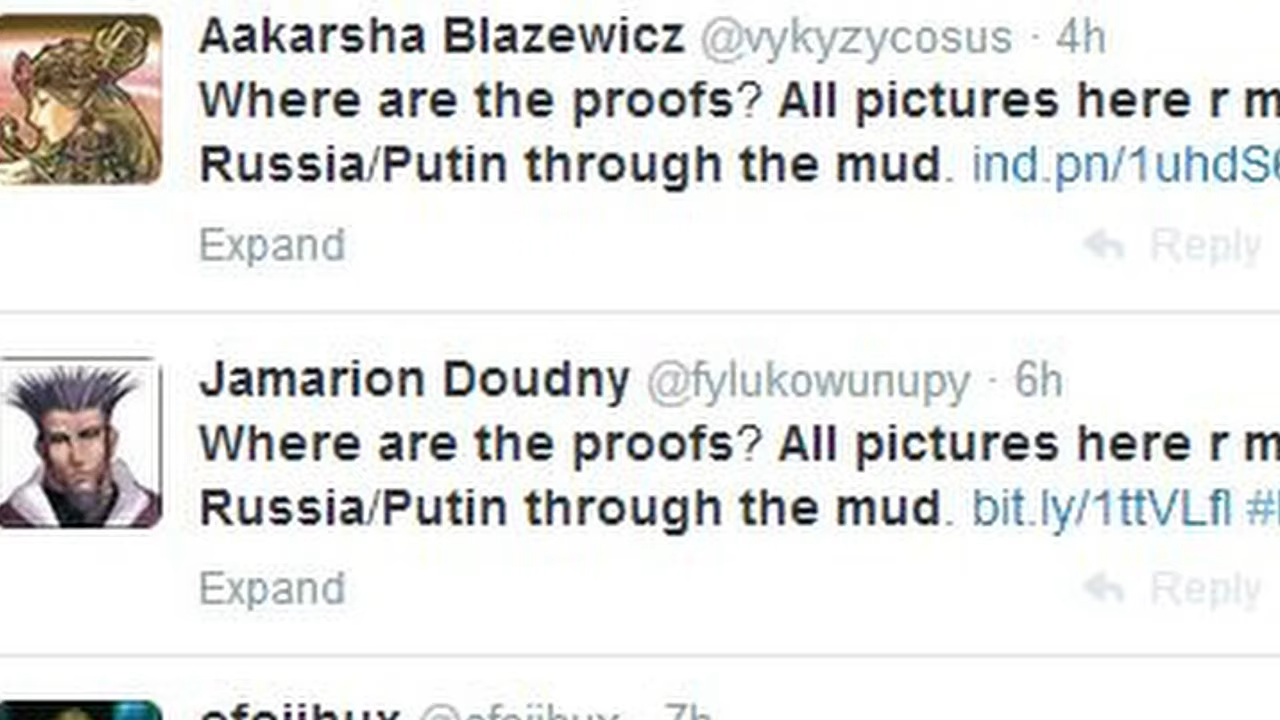 Aakarsha Blazewicz @vykyzycosus · 4h
Where are the proofs? All pictures here r
Russia/Putin through the mud. ind.pn/1uhdS
Expand
Reply
Jamarion Doudny @fylukowunupy · 6h
Where are the proofs? All pictures here r
Russia/Putin through the mud. bit.ly/1ttVLfl
Expand
Reply
7h